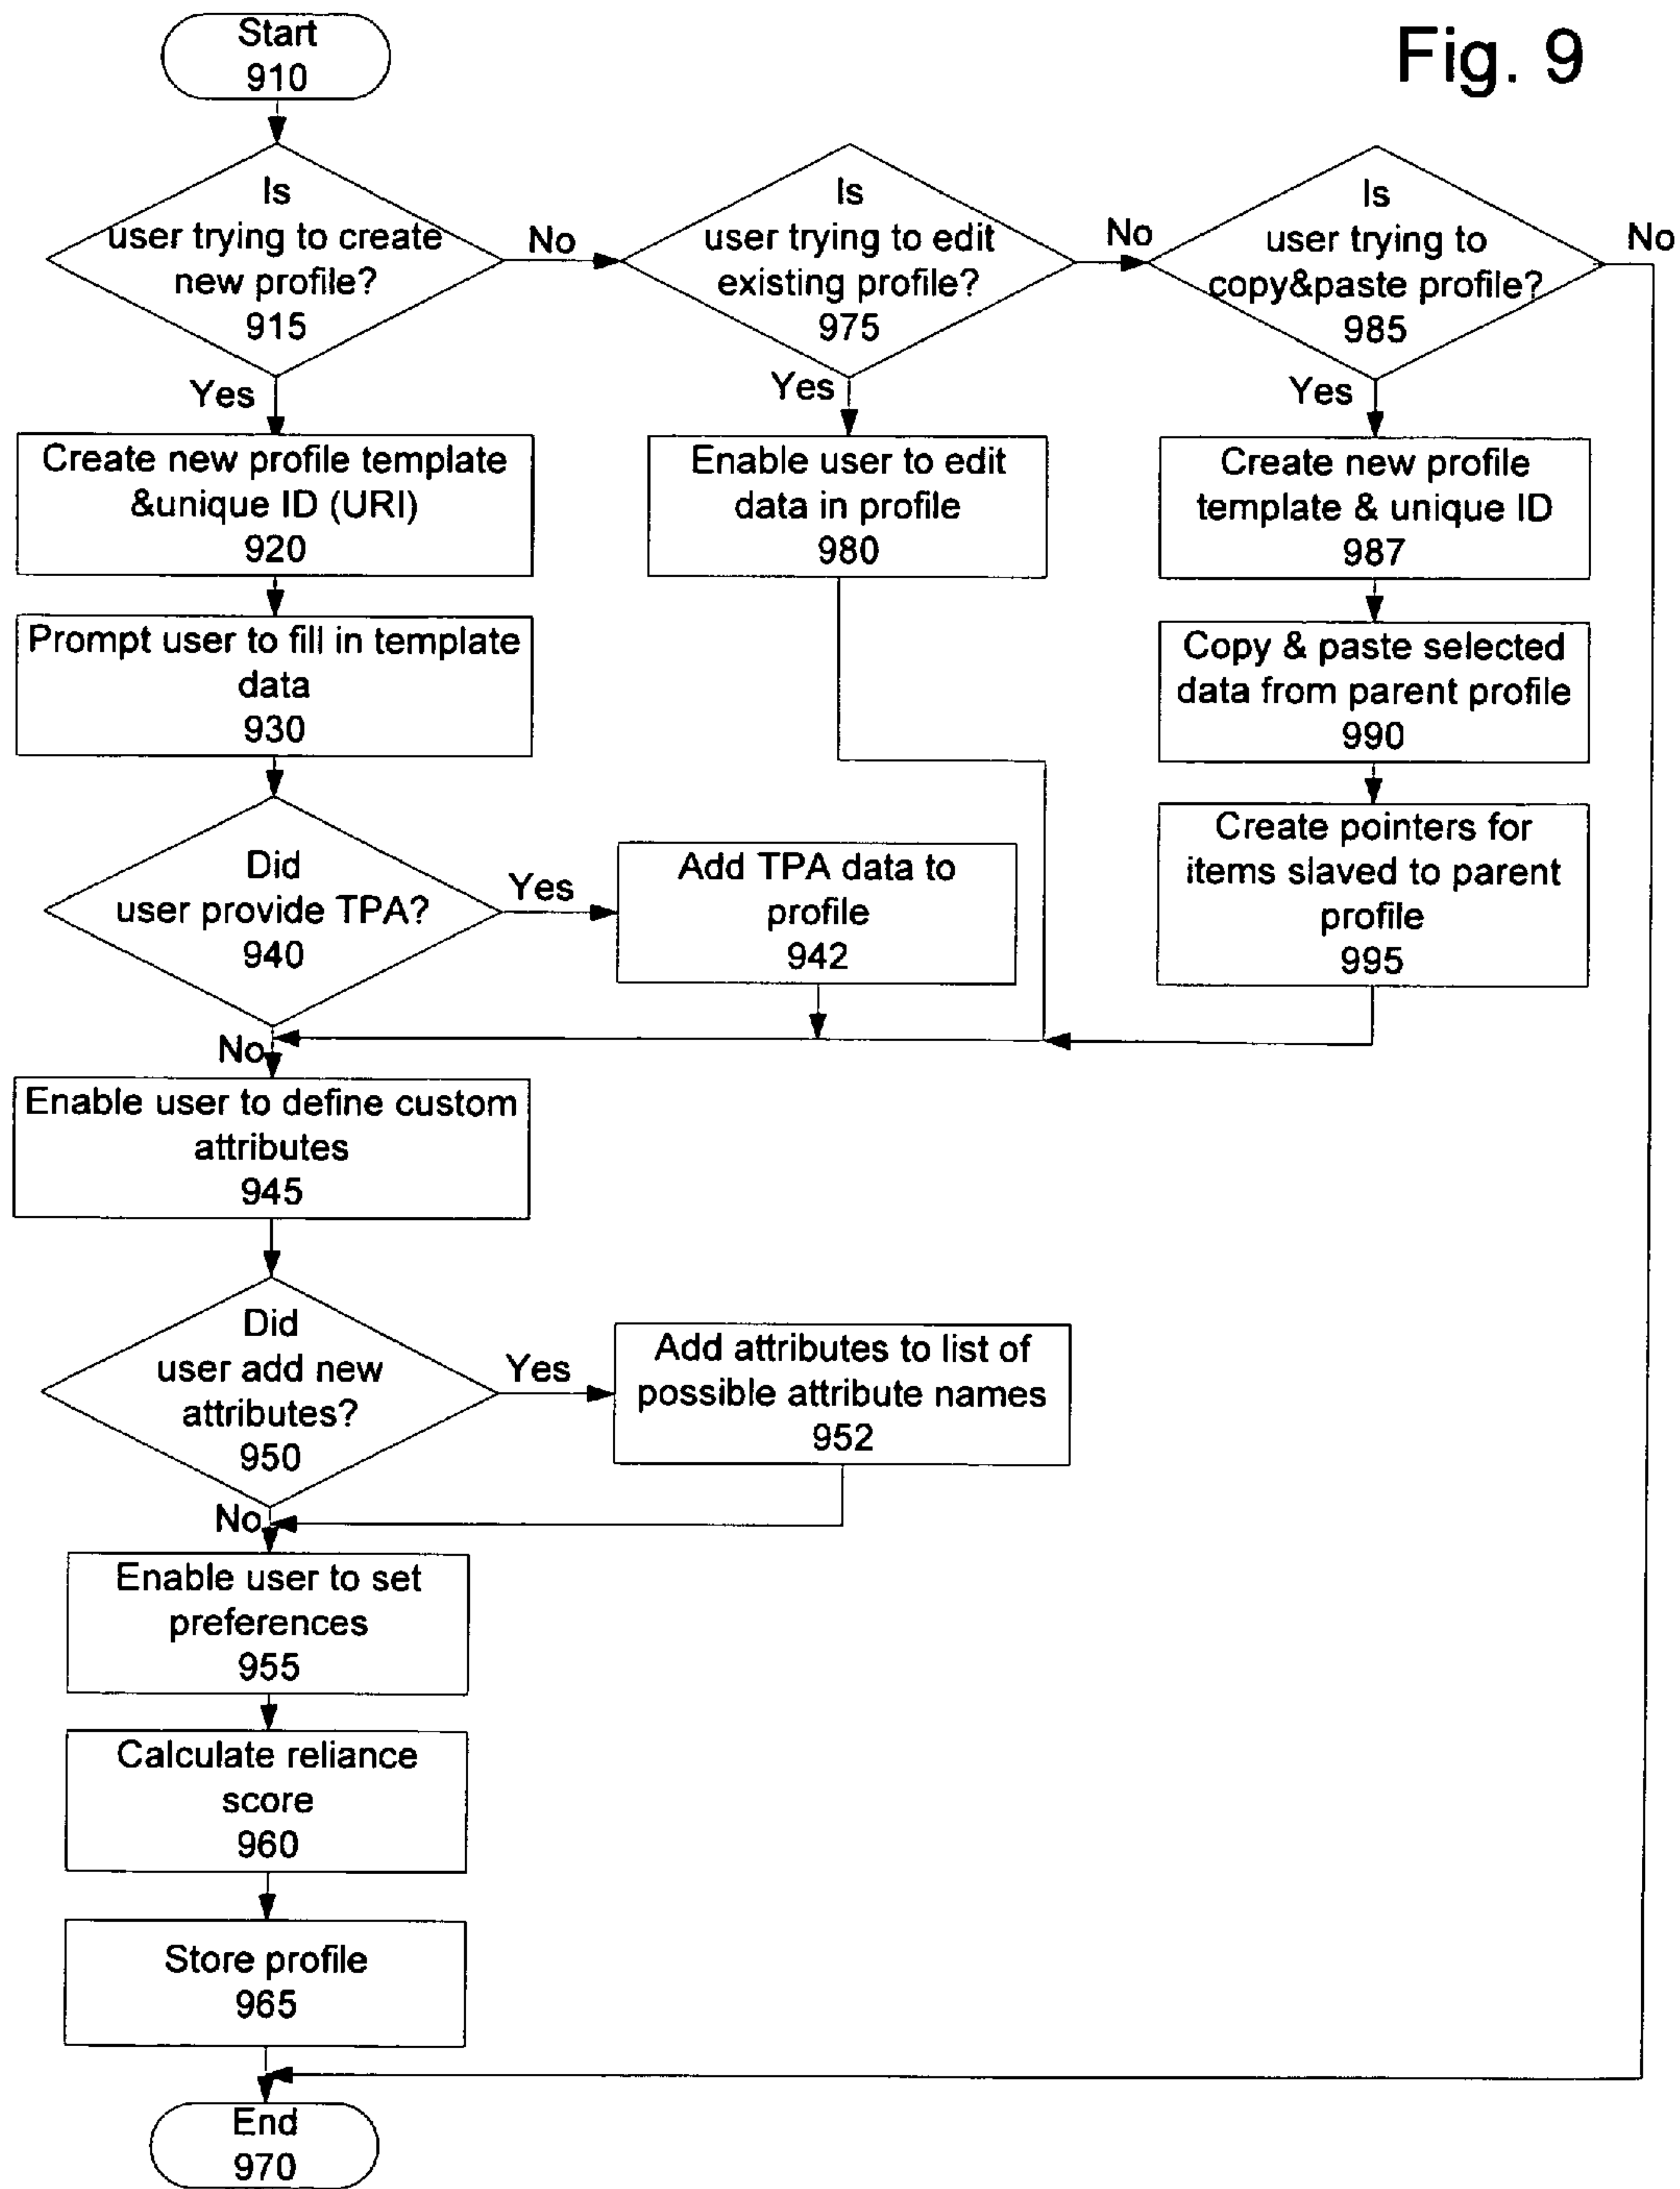 Fig. 9
Start
910
Is
user trying to create
new profile?
915
No
Is
user trying to edit
existing profile?
975
No
Is
user trying to
copy&paste profile?
985
No
Yes
Yes
Yes
Create new profile template
&unique ID (URI)
920
Enable user to edit
data in profile
980
Create new profile
template & unique ID
987
Prompt user to fill in template
data
930
Copy & paste selected
data from parent profile
990
Did
user provide TPA?
940
Yes
Add TPA data to
profile
942
Create pointers for
items slaved to parent
profile
995
No
Enable user to define custom
attributes
945
Did
user add new
attributes?
950
Yes
Add attributes to list of
possible attribute names
952
No
Enable user to set
preferences
955
Calculate reliance
score
960
Store profile
965
End
970